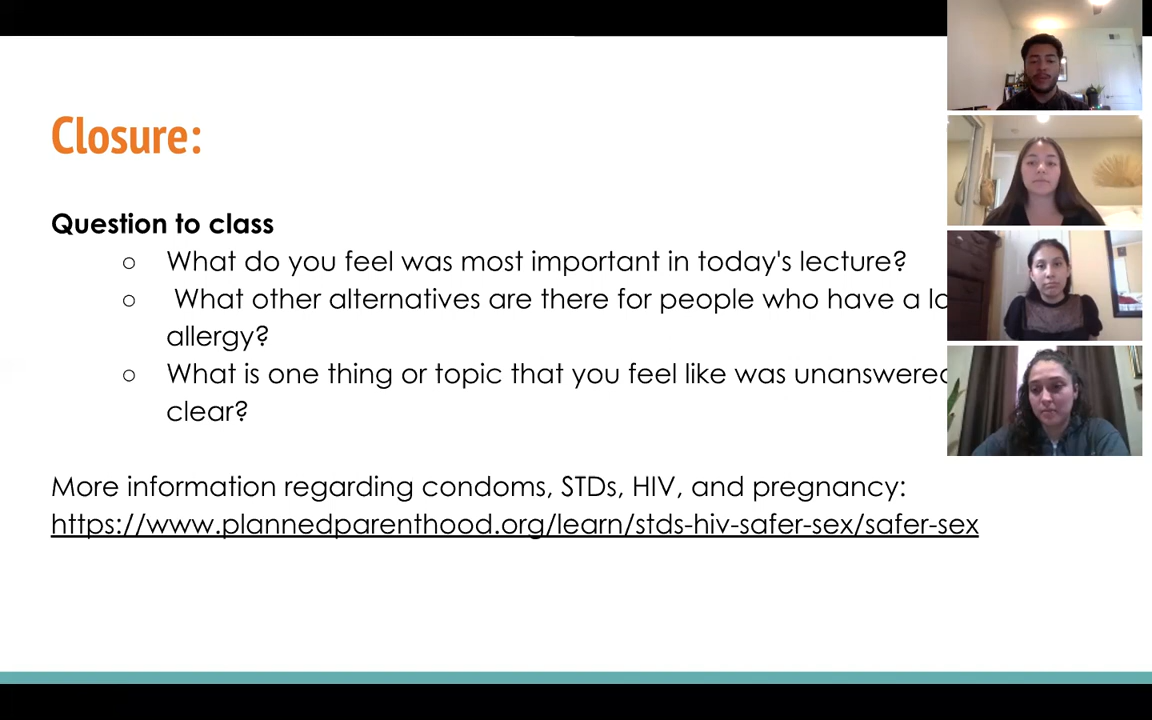 Closure:
Question to class
○ What do you feel was most important in today's lecture?
○ What other alternatives are there for people who have a
allergy?
○ What is one thing or topic that you feel like was unanswered
clear?
More information regarding condoms, STDs, HIV, and pregnancy:
https://www.plannedparenthood.org/learn/stds-hiv-safer-sex/safer-sex